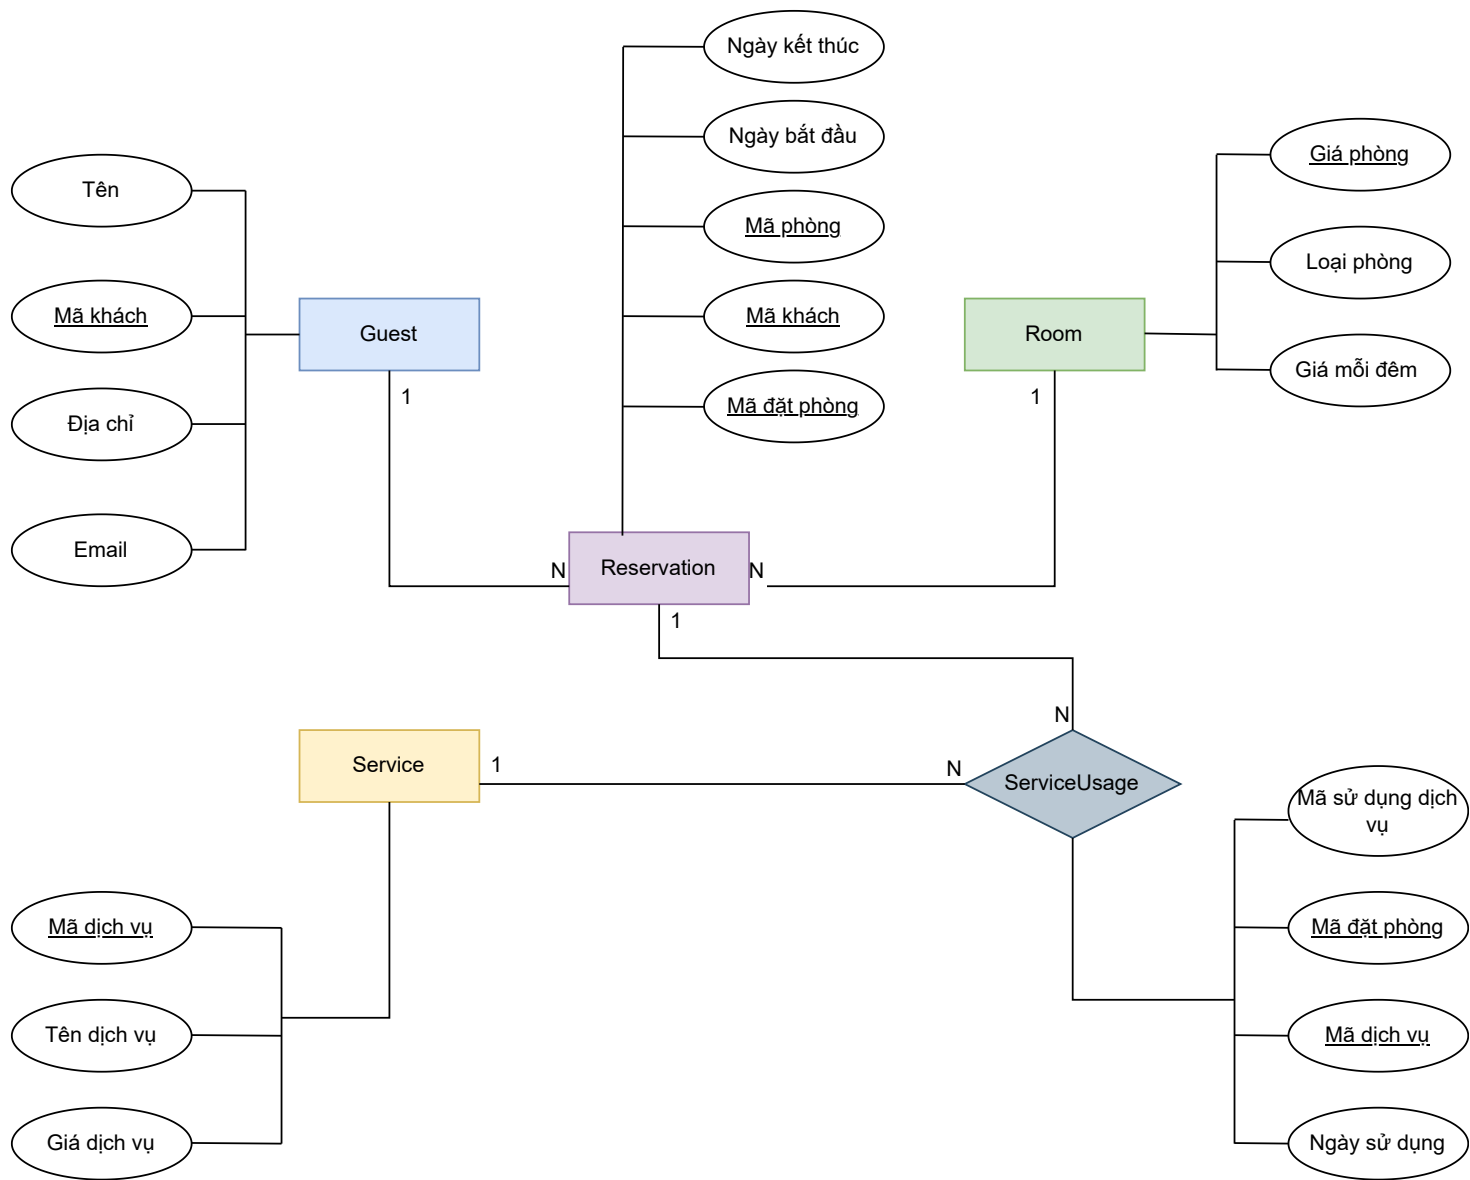 Ngày kết thúc
Ngày bắt đầu
Mã phòng
Mã khách
Mã đặt phòng
Tên
Mã khách
Địa chỉ
Email
Guest
1
Giá phòng
Loại phòng
Giá mỗi đêm
Room
1
N
Reservation
N
1
N
Service
1
N
ServiceUsage
Mã dịch vụ
Tên dịch vụ
Giá dịch vụ
Mã sử dụng dịch
vụ
Mã đặt phòng
Mã dịch vụ
Ngày sử dụng